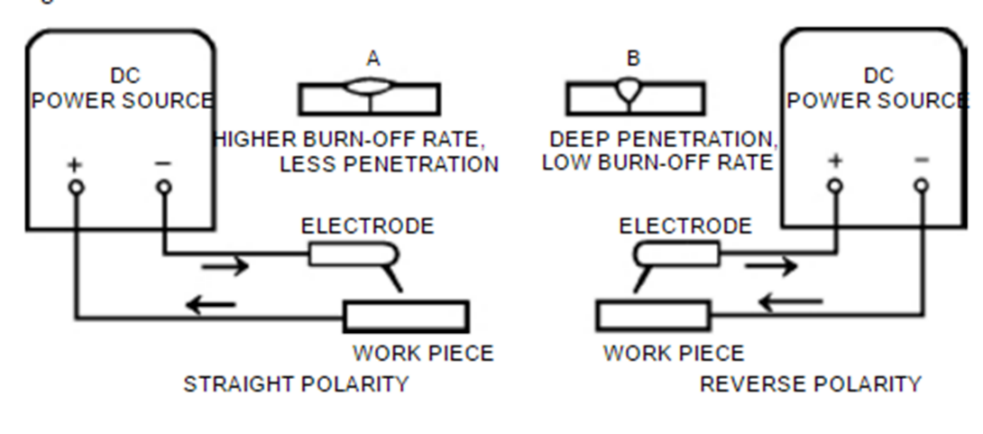 DC
POWER SOURCE
+ −
A
HIGHER BURN-OFF RATE,
LESS PENETRATION
ELECTRODE
WORK PIECE
STRAIGHT POLARITY
B
DEEP PENETRATION,
LOW BURN-OFF RATE
DC
POWER SOURCE
+ −
ELECTRODE
WORK PIECE
REVERSE POLARITY